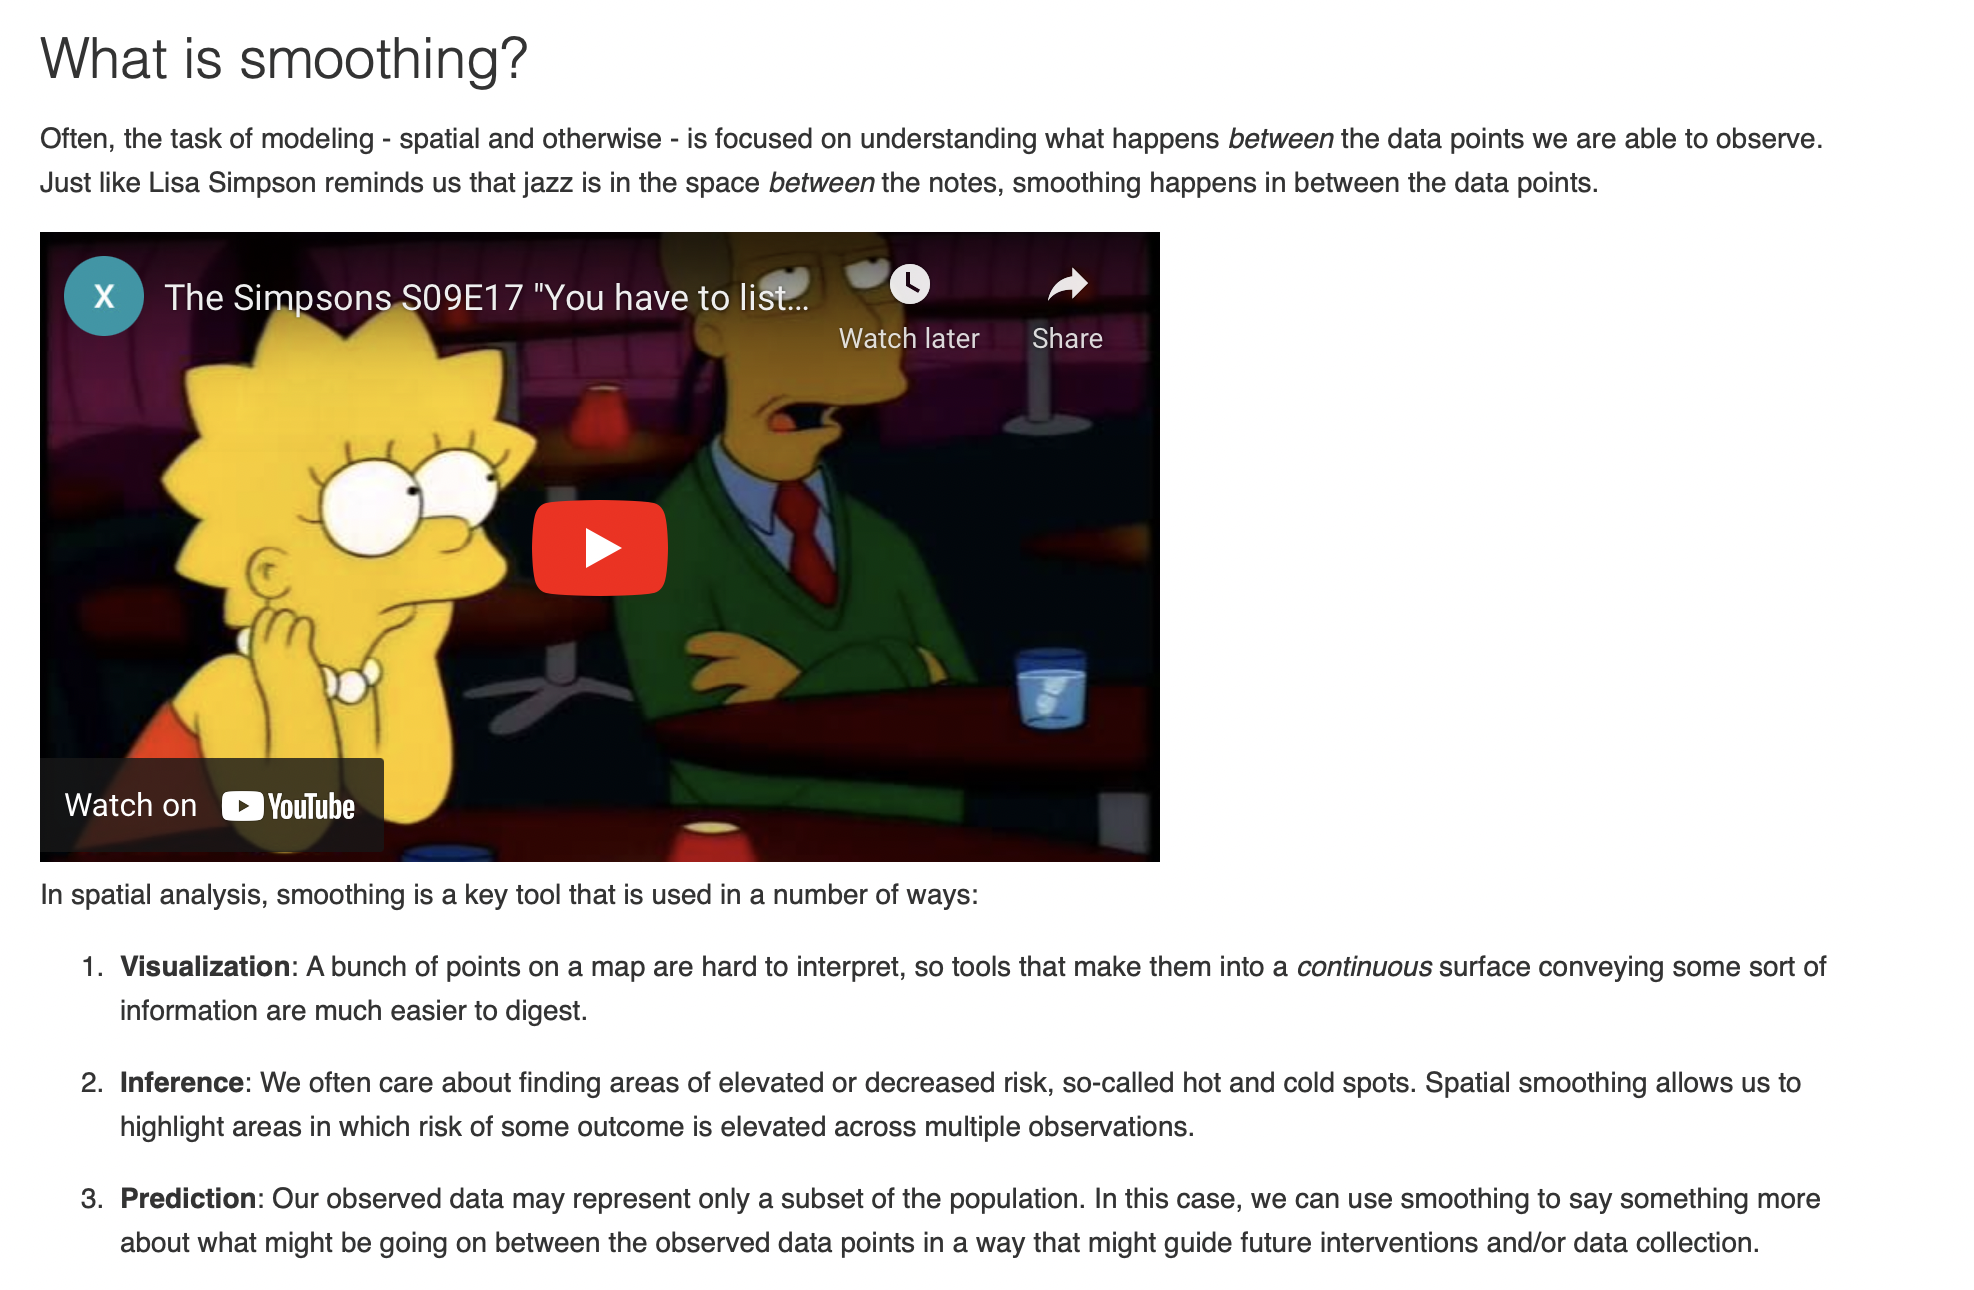 What is smoothing?
Often, the task of modeling - spatial and otherwise - is focused on understanding what happens between the data points we are able to observe.
Just like Lisa Simpson reminds us that jazz is in the space between the notes, smoothing happens in between the data points.
X
The Simpsons S09E17 "You have to list...
Watch later
Share
Watch on YouTube
In spatial analysis, smoothing is a key tool that is used in a number of ways:
1. Visualization: A bunch of points on a map are hard to interpret, so tools that make them into a continuous surface conveying some sort of
information are much easier to digest.
2. Inference: We often care about finding areas of elevated or decreased risk, so-called hot and cold spots. Spatial smoothing allows us to
highlight areas in which risk of some outcome is elevated across multiple observations.
3. Prediction: Our observed data may represent only a subset of the population. In this case, we can use smoothing to say something more
about what might be going on between the observed data points in a way that might guide future interventions and/or data collection.